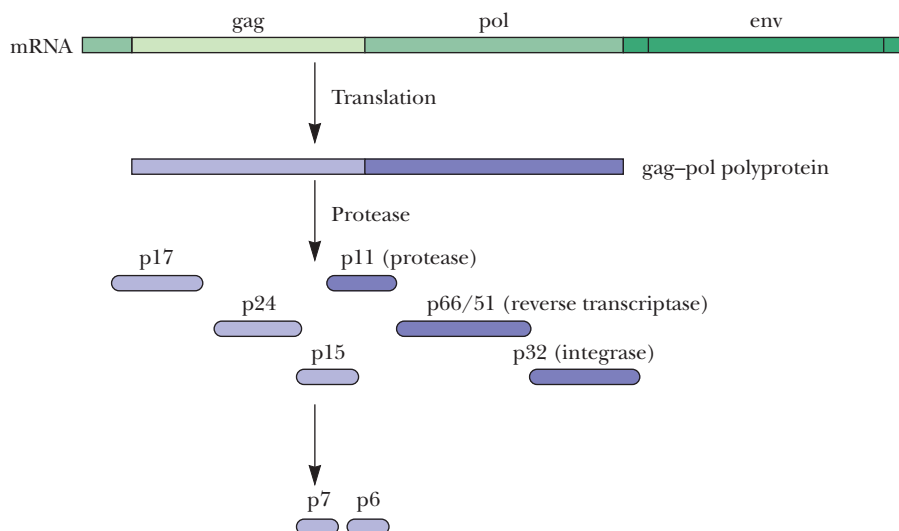 gag pol env
mRNA
Translation
gag–pol polyprotein
Protease
p17 p11 (protease)
p24 p66/51 (reverse transcriptase)
p15 p32 (integrase)
p7 p6